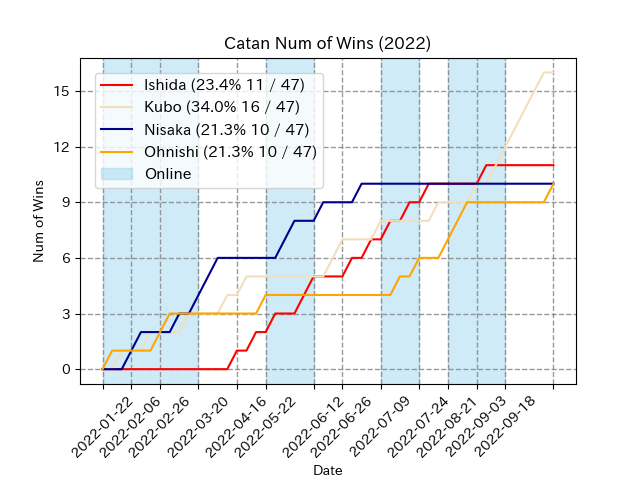 Catan Num of Wins (2022)
Ishida (23.4% 11 / 47)
Kubo (34.0% 16 / 47)
Nisaka (21.3% 10 / 47)
Ohnishi (21.3% 10 / 47)
Online
Num of Wins
15
12
9
6
3
0
2022-01-22
2022-02-06
2022-02-26
2022-03-20
2022-04-16
2022-05-22
2022-06-12
2022-06-26
2022-07-09
2022-07-24
2022-08-21
2022-09-03
2022-09-18
Date